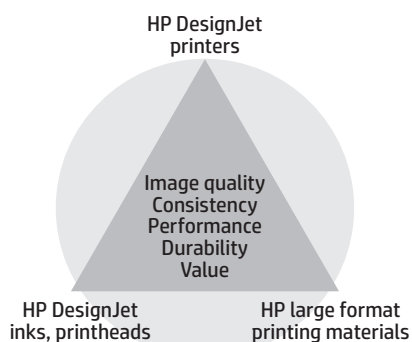 HP DesignJet
printers
Image quality
Consistency
Performance
Durability
Value
HP DesignJet
inks, printheads
HP large format
printing materials